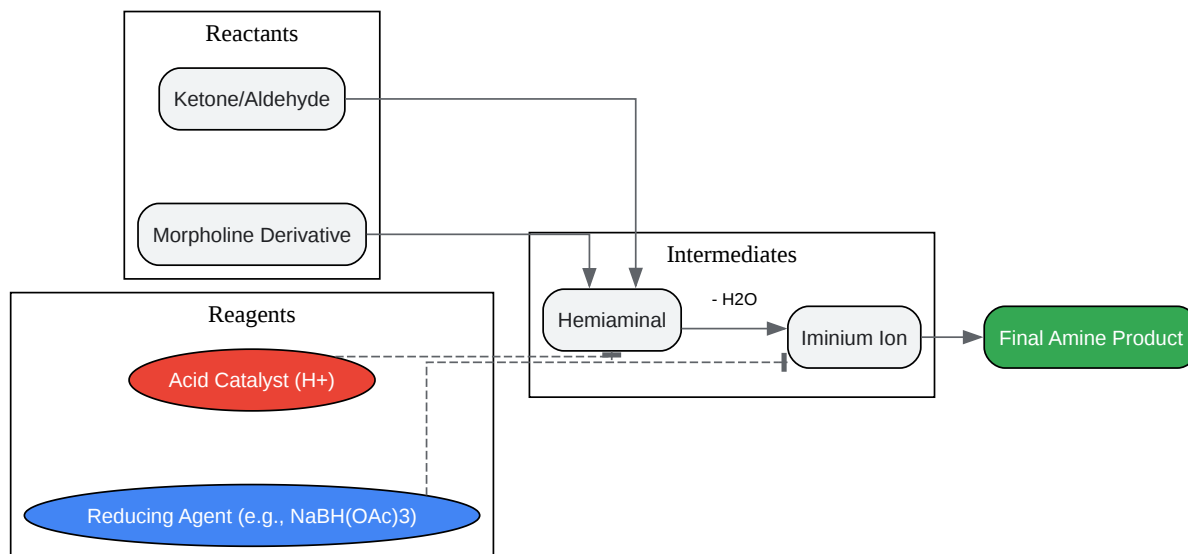 Reactants
Ketone/Aldehyde
Morpholine Derivative
Intermediates
Hemiaminal
- H2O
Iminium Ion
Final Amine Product
Reagents
Acid Catalyst (H+)
Reducing Agent (e.g., NaBH(OAc)3)